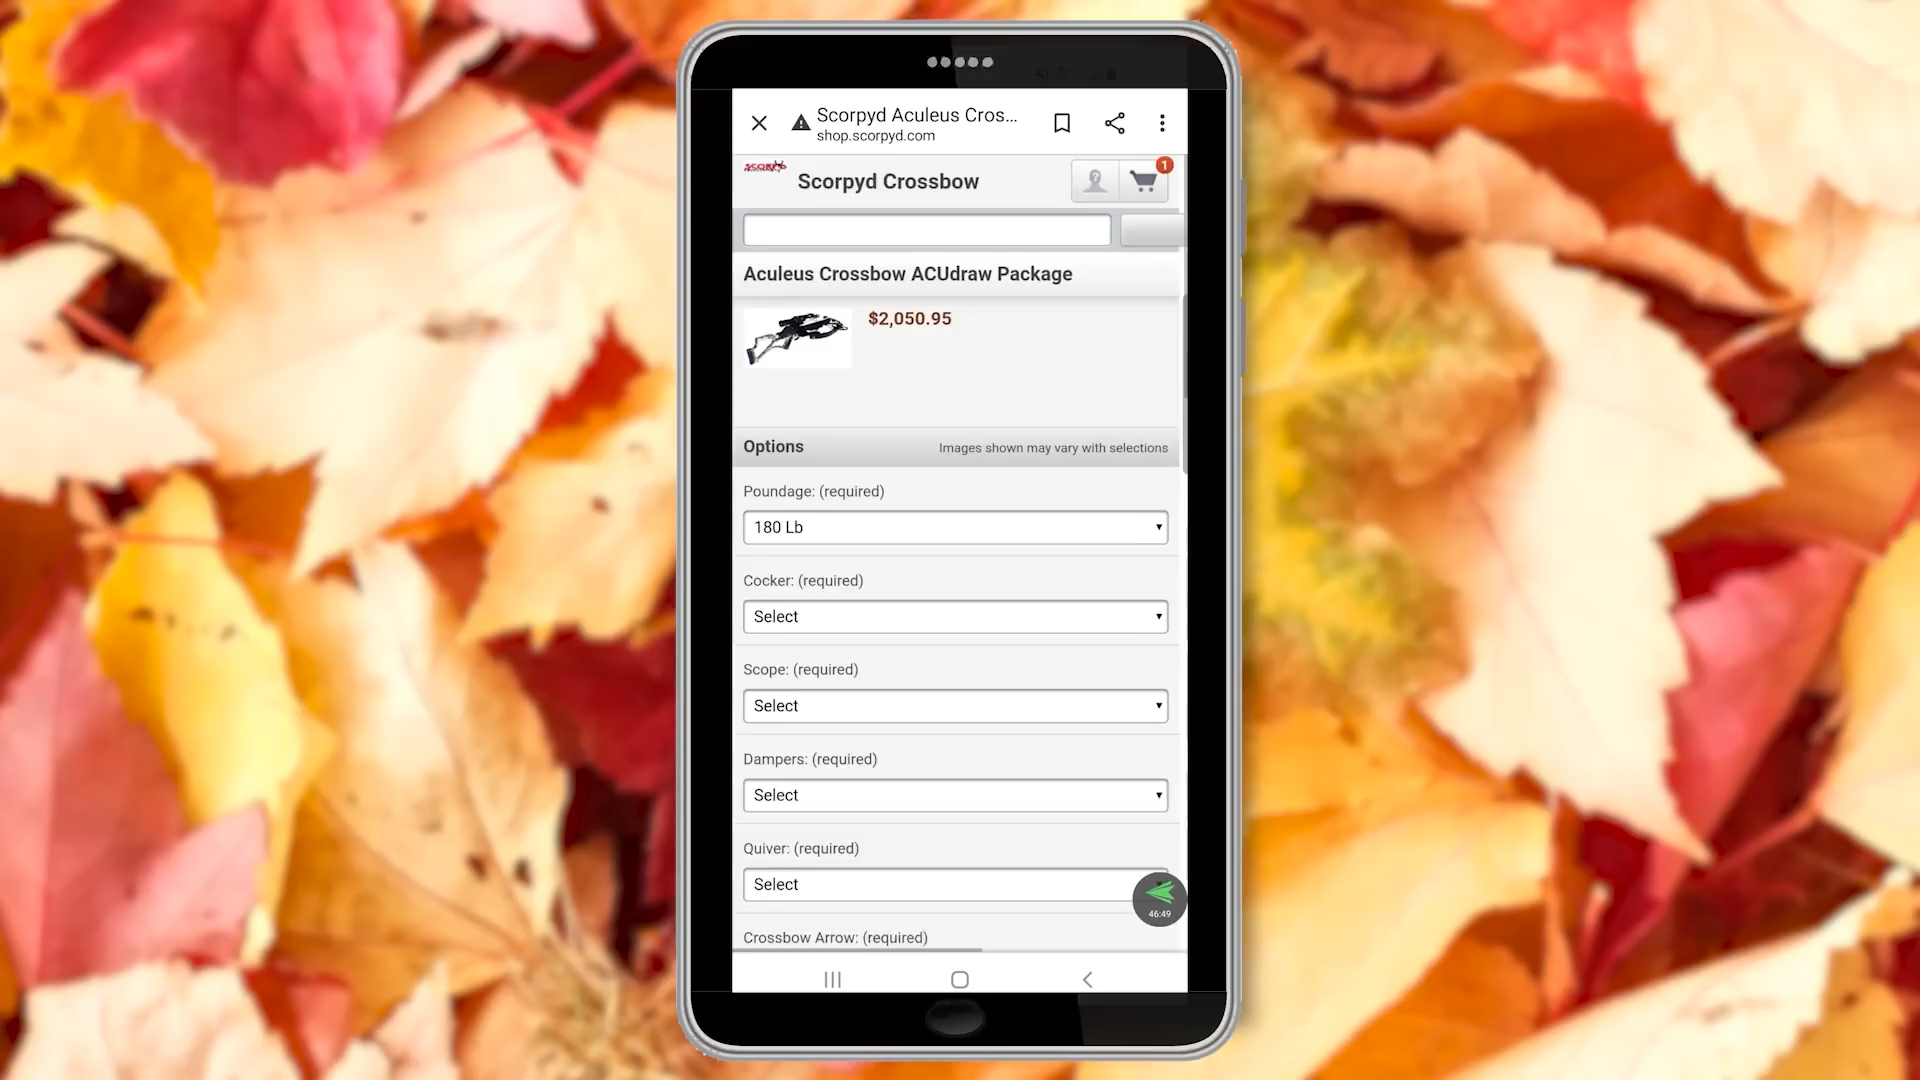 Scorpyd Aculeus Cros...
shop.scorpyd.com
Scorpyd Crossbow
1
Aculeus Crossbow ACUdraw Package
$2,050.95
Options
Images shown may vary with selections
Poundage: (required)
180 Lb
Cocker: (required)
Select
Scope: (required)
Select
Dampers: (required)
Select
Quiver: (required)
Select
46:49
Crossbow Arrow: (required)